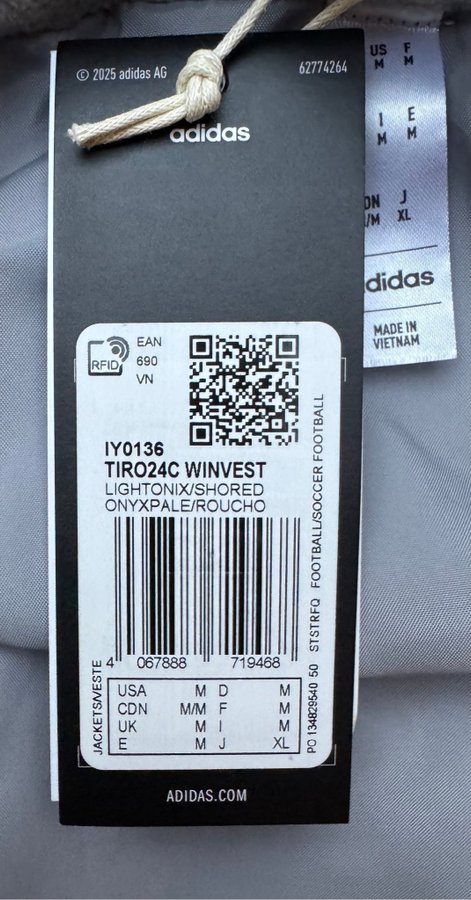 © 2025 adidas AG
62774264
adidas
RFID
EAN
690
VN
IY0136
TIRO24C WINVEST
LIGHTONIX/SHORED
ONYXPALE/ROUCHO
4 067888 719468
USA M D M
CDN M/M F M
UK M I M
E M J XL
JACKETS/VESTE
PO 134829540 50 STSTRFQ FOOTBALL/SOCCER FOOTBALL
ADIDAS.COM
US F
M M
I E
M M
DN J
/M XL
didas
MADE IN
VIETNAM